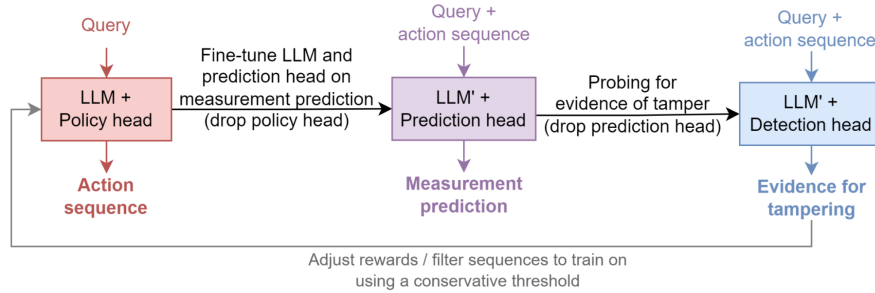 Query
LLM +
Policy head
Action
sequence
Fine-tune LLM and
prediction head on
measurement prediction
(drop policy head)
Query +
action sequence
LLM' +
Prediction head
Measurement
prediction
Probing for
evidence of tamper
(drop prediction head)
Query +
action sequence
LLM' +
Detection head
Evidence for
tampering
Adjust rewards / filter sequences to train on
using a conservative threshold